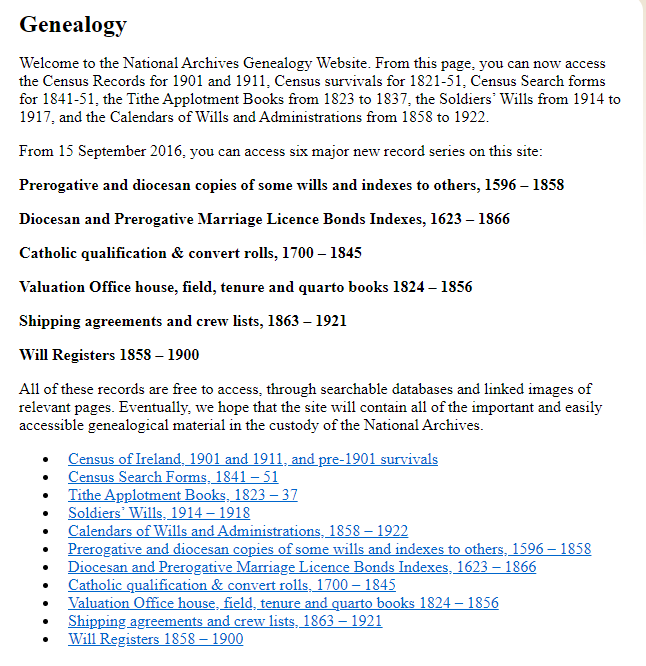 Genealogy
Welcome to the National Archives Genealogy Website. From this page, you can now access
the Census Records for 1901 and 1911, Census survivals for 1821-51, Census Search forms
for 1841-51, the Tithe Applotment Books from 1823 to 1837, the Soldiers’ Wills from 1914 to
1917, and the Calendars of Wills and Administrations from 1858 to 1922.
From 15 September 2016, you can access six major new record series on this site:
Prerogative and diocesan copies of some wills and indexes to others, 1596 – 1858
Diocesan and Prerogative Marriage Licence Bonds Indexes, 1623 – 1866
Catholic qualification & convert rolls, 1700 – 1845
Valuation Office house, field, tenure and quarto books 1824 – 1856
Shipping agreements and crew lists, 1863 – 1921
Will Registers 1858 – 1900
All of these records are free to access, through searchable databases and linked images of
relevant pages. Eventually, we hope that the site will contain all of the important and easily
accessible genealogical material in the custody of the National Archives.
• Census of Ireland, 1901 and 1911, and pre-1901 survivals
• Census Search Forms, 1841 – 51
• Tithe Applotment Books, 1823 – 37
• Soldiers’ Wills, 1914 – 1918
• Calendars of Wills and Administrations, 1858 – 1922
• Prerogative and diocesan copies of some wills and indexes to others, 1596 – 1858
• Diocesan and Prerogative Marriage Licence Bonds Indexes, 1623 – 1866
• Catholic qualification & convert rolls, 1700 – 1845
• Valuation Office house, field, tenure and quarto books 1824 – 1856
• Shipping agreements and crew lists, 1863 – 1921
• Will Registers 1858 – 1900